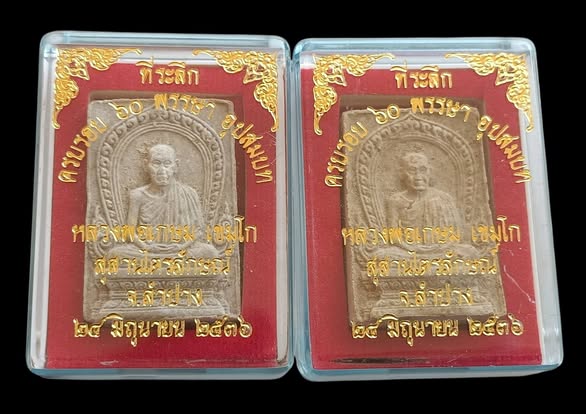 ที่ระลึก
ครบรอบ ๖๐ พรรษา อุปสมบท
หลวงพ่อเกษม เขมโก
สุสานไตรลักษณ์
จ.ลำปาง
๒๘ มิถุนายน ๒๕๓๖
ที่ระลึก
ครบรอบ ๖๐ พรรษา อุปสมบท
หลวงพ่อเกษม เขมโก
สุสานไตรลักษณ์
จ.ลำปาง
๒๘ มิถุนายน ๒๕๓๖